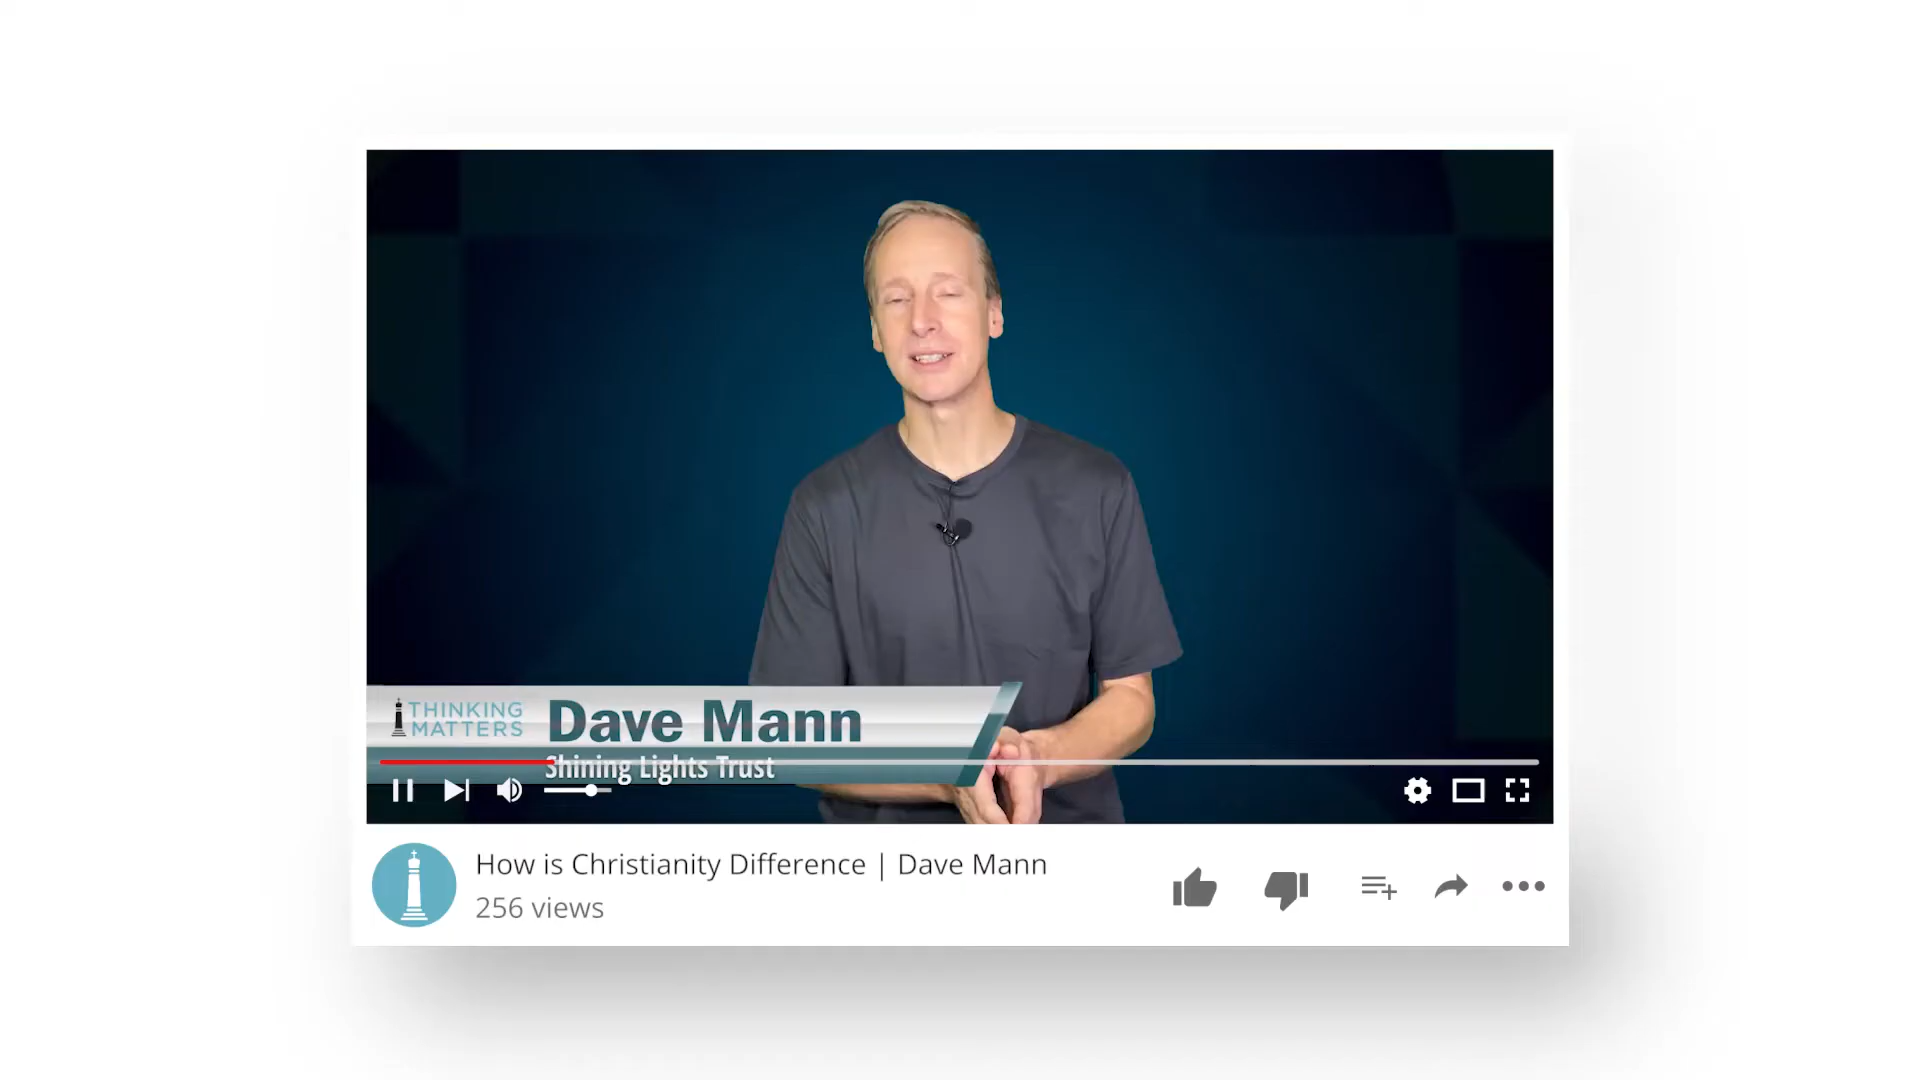 THINKING
MATTERS
Dave Mann
Shining Lights Trust
How is Christianity Difference | Dave Mann
256 views